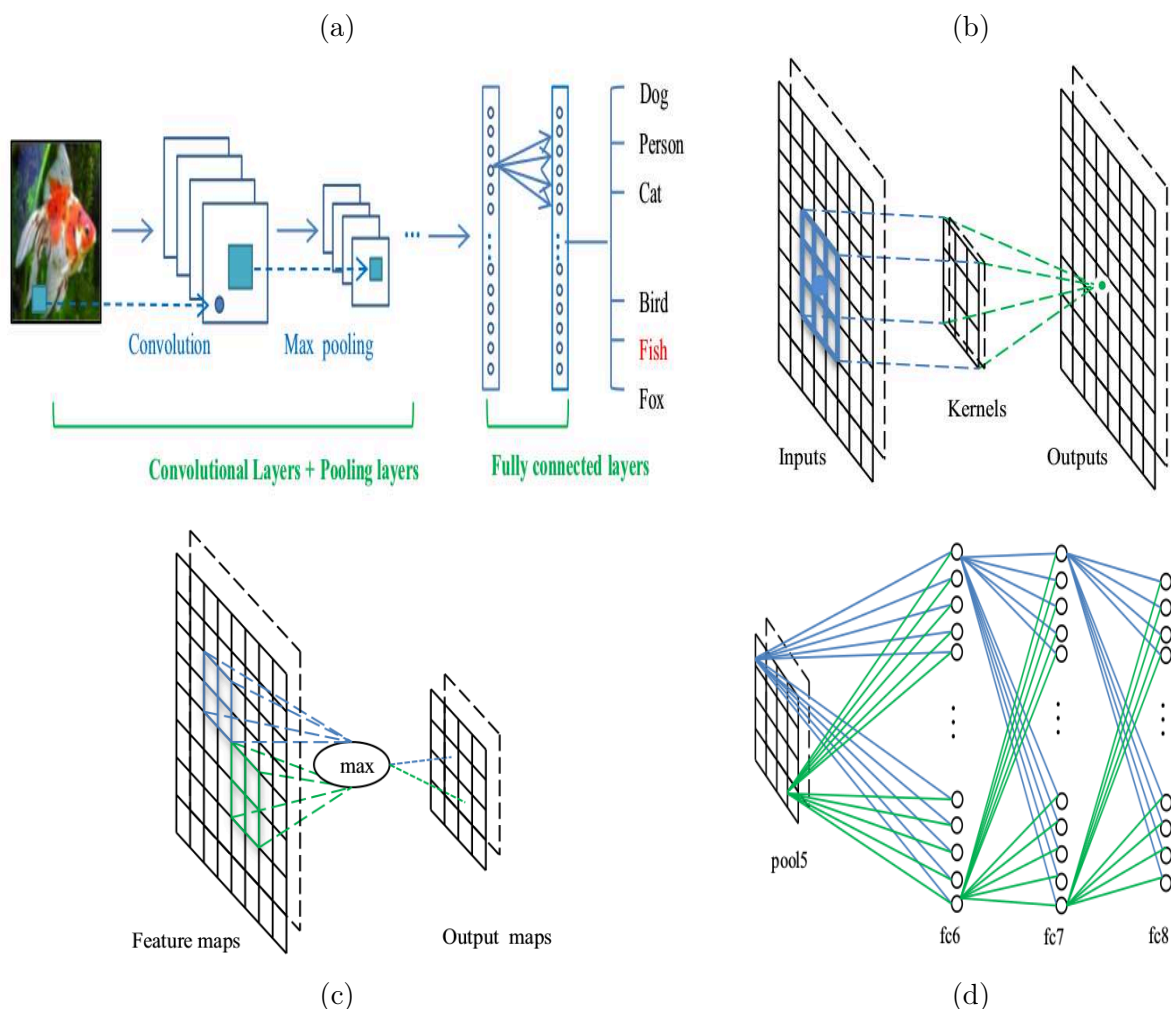 (a)
(b)
Dog
Person
Cat
Bird
Fish
Fox
Convolution
Max pooling
Convolutional Layers + Pooling layers
Fully connected layers
Inputs
Kernels
Outputs
max
Feature maps
Output maps
pool5
fc6
fc7
fc8
(c)
(d)